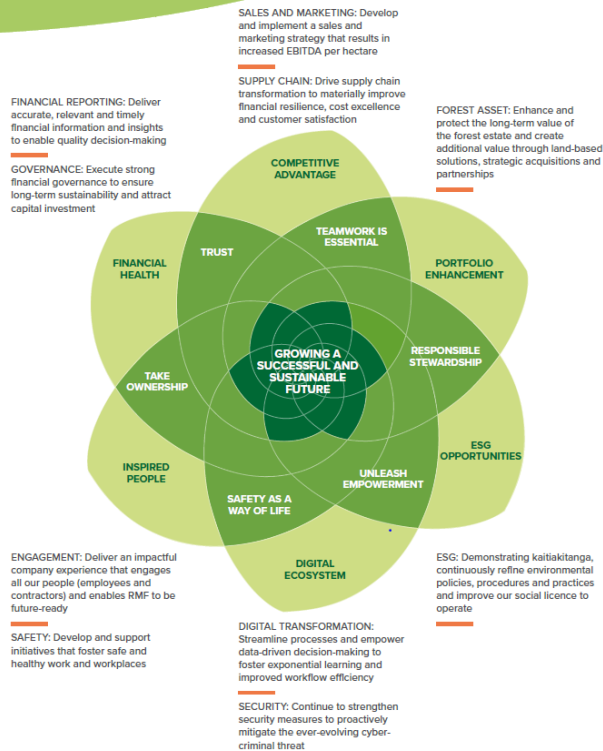 SALES AND MARKETING: Develop
and implement a sales and
marketing strategy that results in
increased EBITDA per hectare
SUPPLY CHAIN: Drive supply chain
transformation to materially improve
financial resilience, cost excellence
and customer satisfaction
FINANCIAL REPORTING: Deliver
accurate, relevant and timely
financial information and insights
to enable quality decision-making
GOVERNANCE: Execute strong
financial governance to ensure
long-term sustainability and attract
capital investment
FOREST ASSET: Enhance and
protect the long-term value of
the forest estate and create
additional value through land-based
solutions, strategic acquisitions and
partnerships
COMPETITIVE
ADVANTAGE
TEAMWORK IS
ESSENTIAL
TRUST
FINANCIAL
HEALTH
PORTFOLIO
ENHANCEMENT
GROWING A
SUCCESSFUL AND
SUSTAINABLE
FUTURE
RESPONSIBLE
STEWARDSHIP
TAKE
OWNERSHIP
ESG
OPPORTUNITIES
INSPIRED
PEOPLE
UNLEASH
EMPOWERMENT
SAFETY AS A
WAY OF LIFE
DIGITAL
ECOSYSTEM
ENGAGEMENT: Deliver an impactful
company experience that engages
all our people (employees and
contractors) and enables RMF to be
future-ready
SAFETY: Develop and support
initiatives that foster safe and
healthy work and workplaces
ESG: Demonstrating kaitiakitanga,
continuously refine environmental
policies, procedures and practices
and improve our social licence to
operate
DIGITAL TRANSFORMATION:
Streamline processes and empower
data-driven decision-making to
foster exponential learning and
improved workflow efficiency
SECURITY: Continue to strengthen
security measures to proactively
mitigate the ever-evolving cyber-
criminal threat